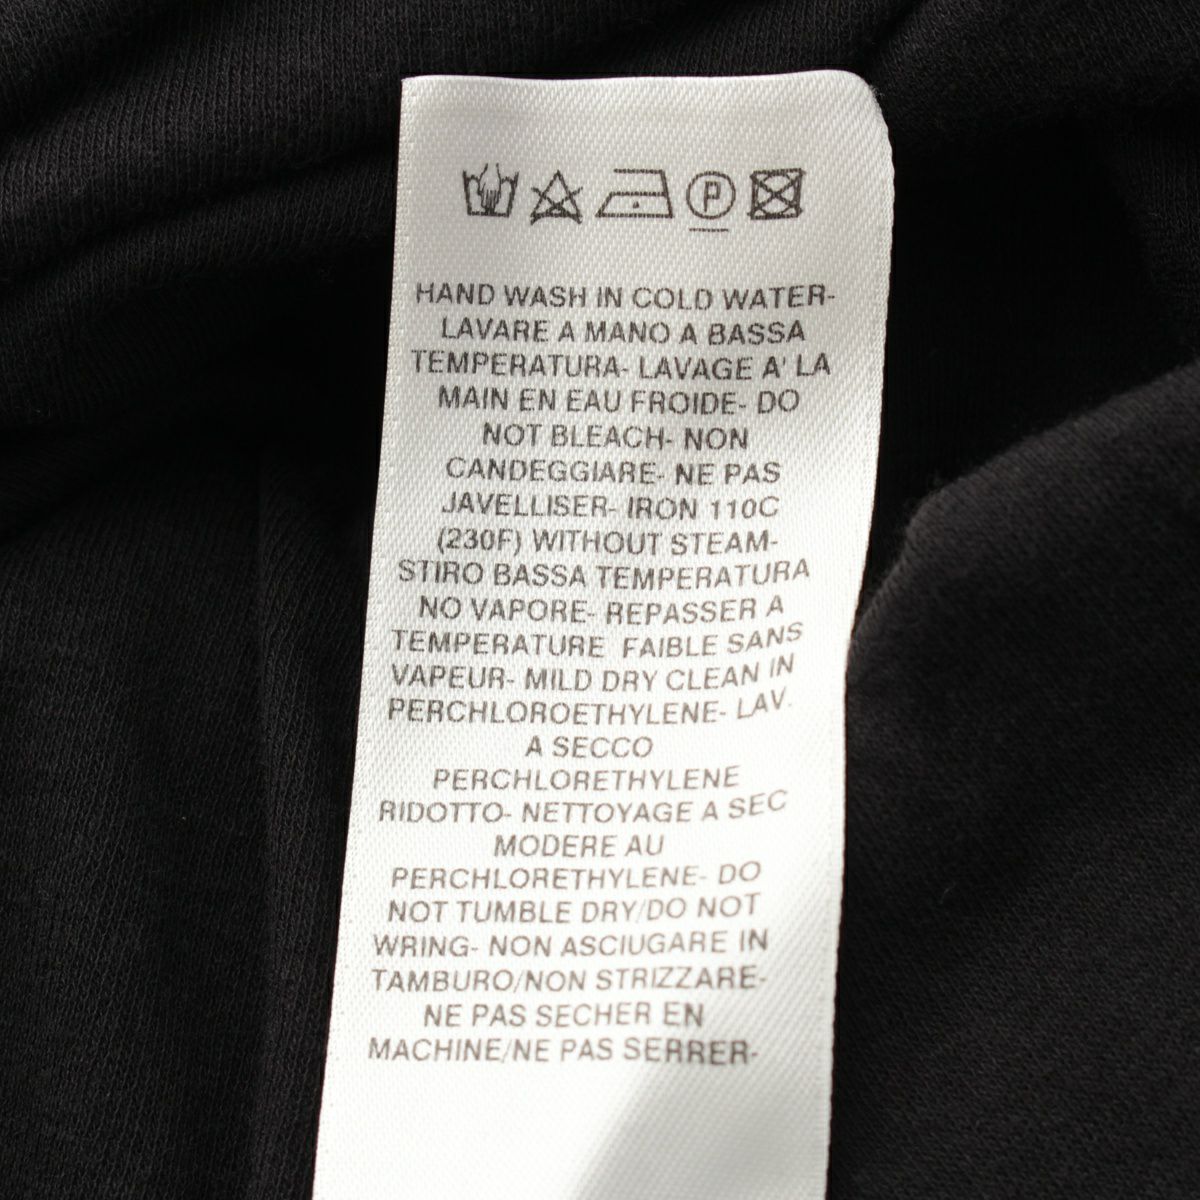 P
HAND WASH IN COLD WATER-
LAVARE A MANO A BASSA
TEMPERATURA- LAVAGE A' LA
MAIN EN EAU FROIDE- DO
NOT BLEACH- NON
CANDEGGIARE- NE PAS
JAVELLISER- IRON 110C
(230F) WITHOUT STEAM-
STIRO BASSA TEMPERATURA
NO VAPORE- REPASSER A
TEMPERATURE FAIBLE SANS
VAPEUR- MILD DRY CLEAN IN
PERCHLOROETHYLENE- LAV.
A SECCO
PERCHLORETHYLENE
RIDOTTO- NETTOYAGE A SEC
MODERE AU
PERCHLORETHYLENE- DO
NOT TUMBLE DRY/DO NOT
WRING- NON ASCIUGARE IN
TAMBURO/NON STRIZZARE-
NE PAS SECHER EN
MACHINE/NE PAS SERRER-